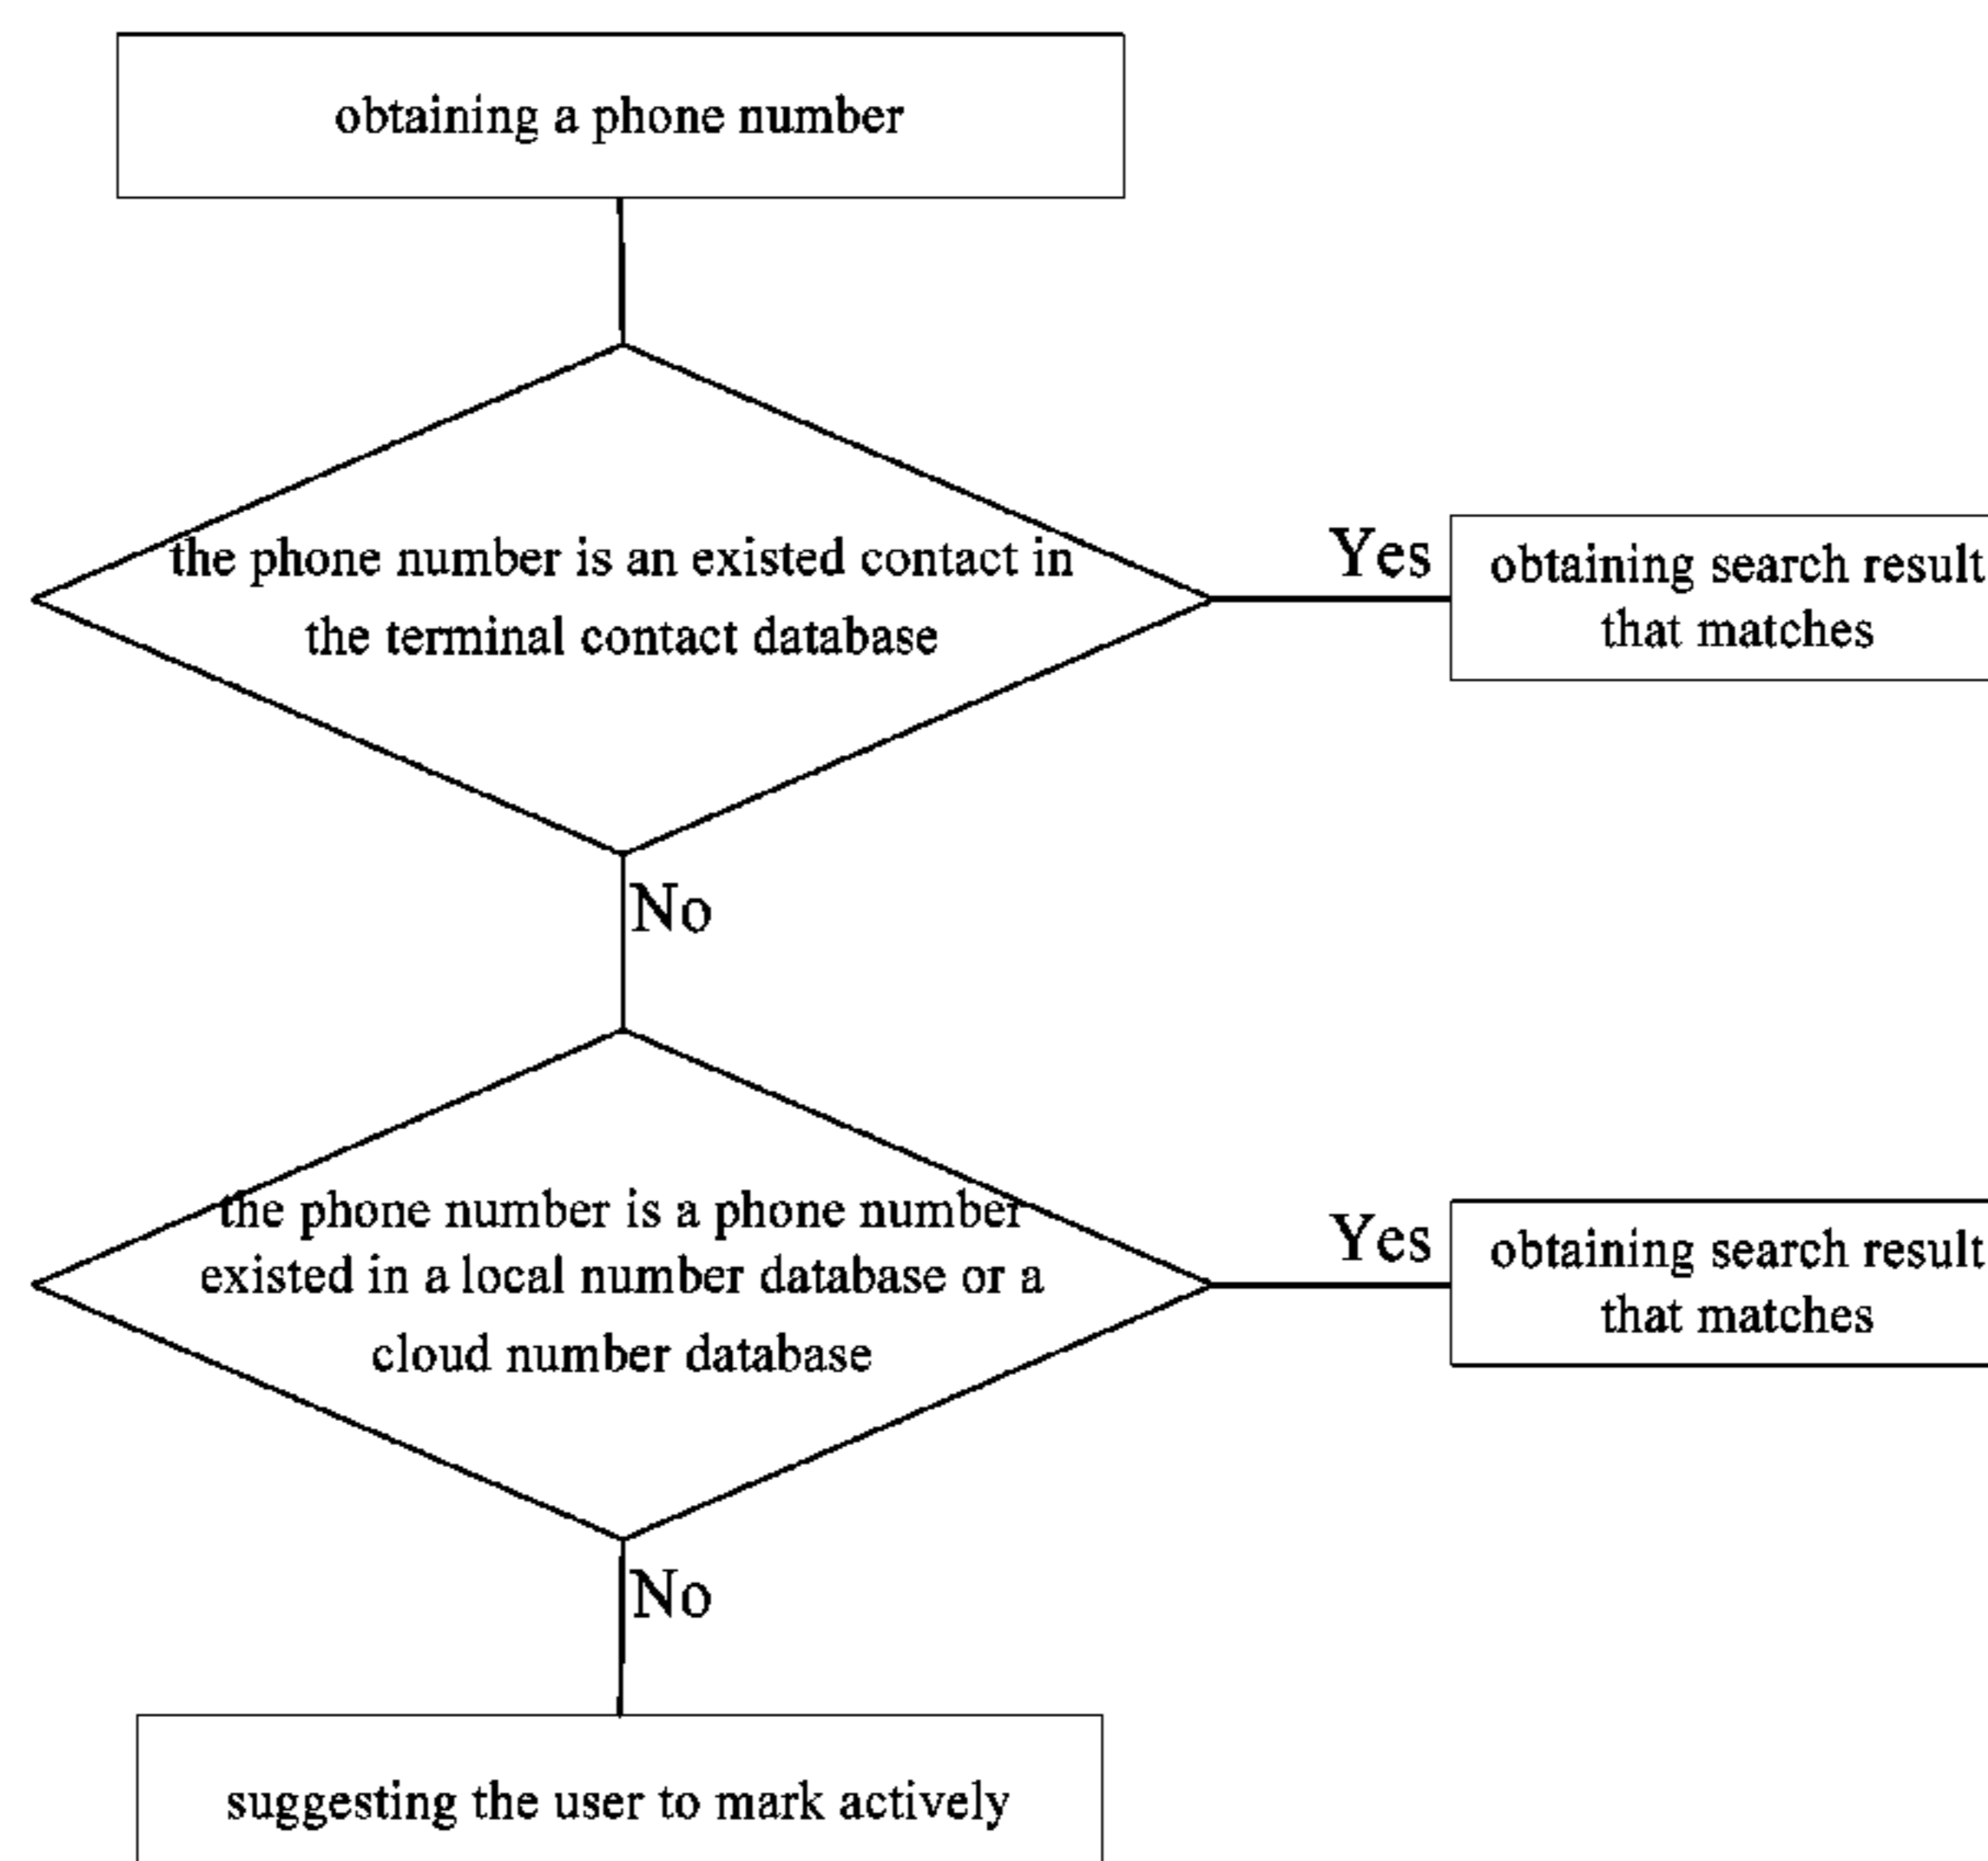 obtaining a phone number
the phone number is an existed contact in
the terminal contact database
Yes
obtaining search result
that matches
No
the phone number is a phone number
existed in a local number database or a
cloud number database
Yes
obtaining search result
that matches
No
suggesting the user to mark actively